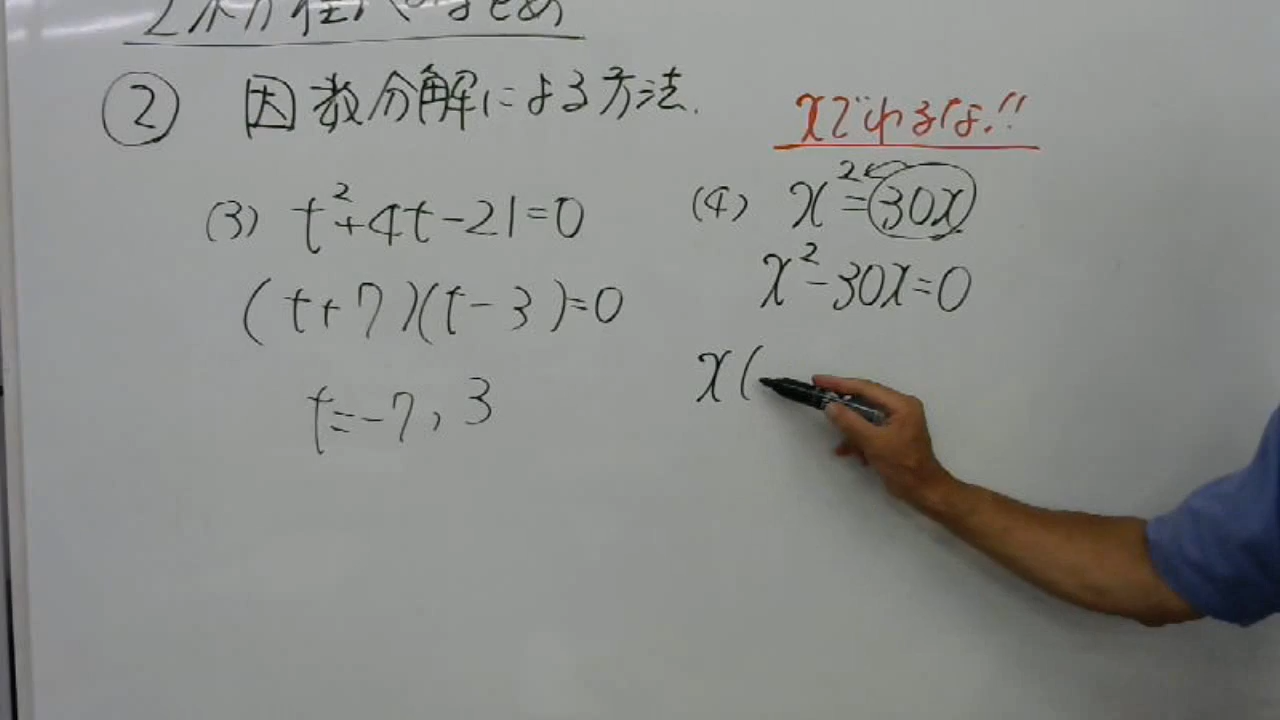 2次方程式のまとめ
② 因数分解による方法.
(3) t²+4t-21=0
(t+7)(t-3)=0
t=-7, 3
xでわるな!!
(4) x²=30x
x²-30x=0
x(